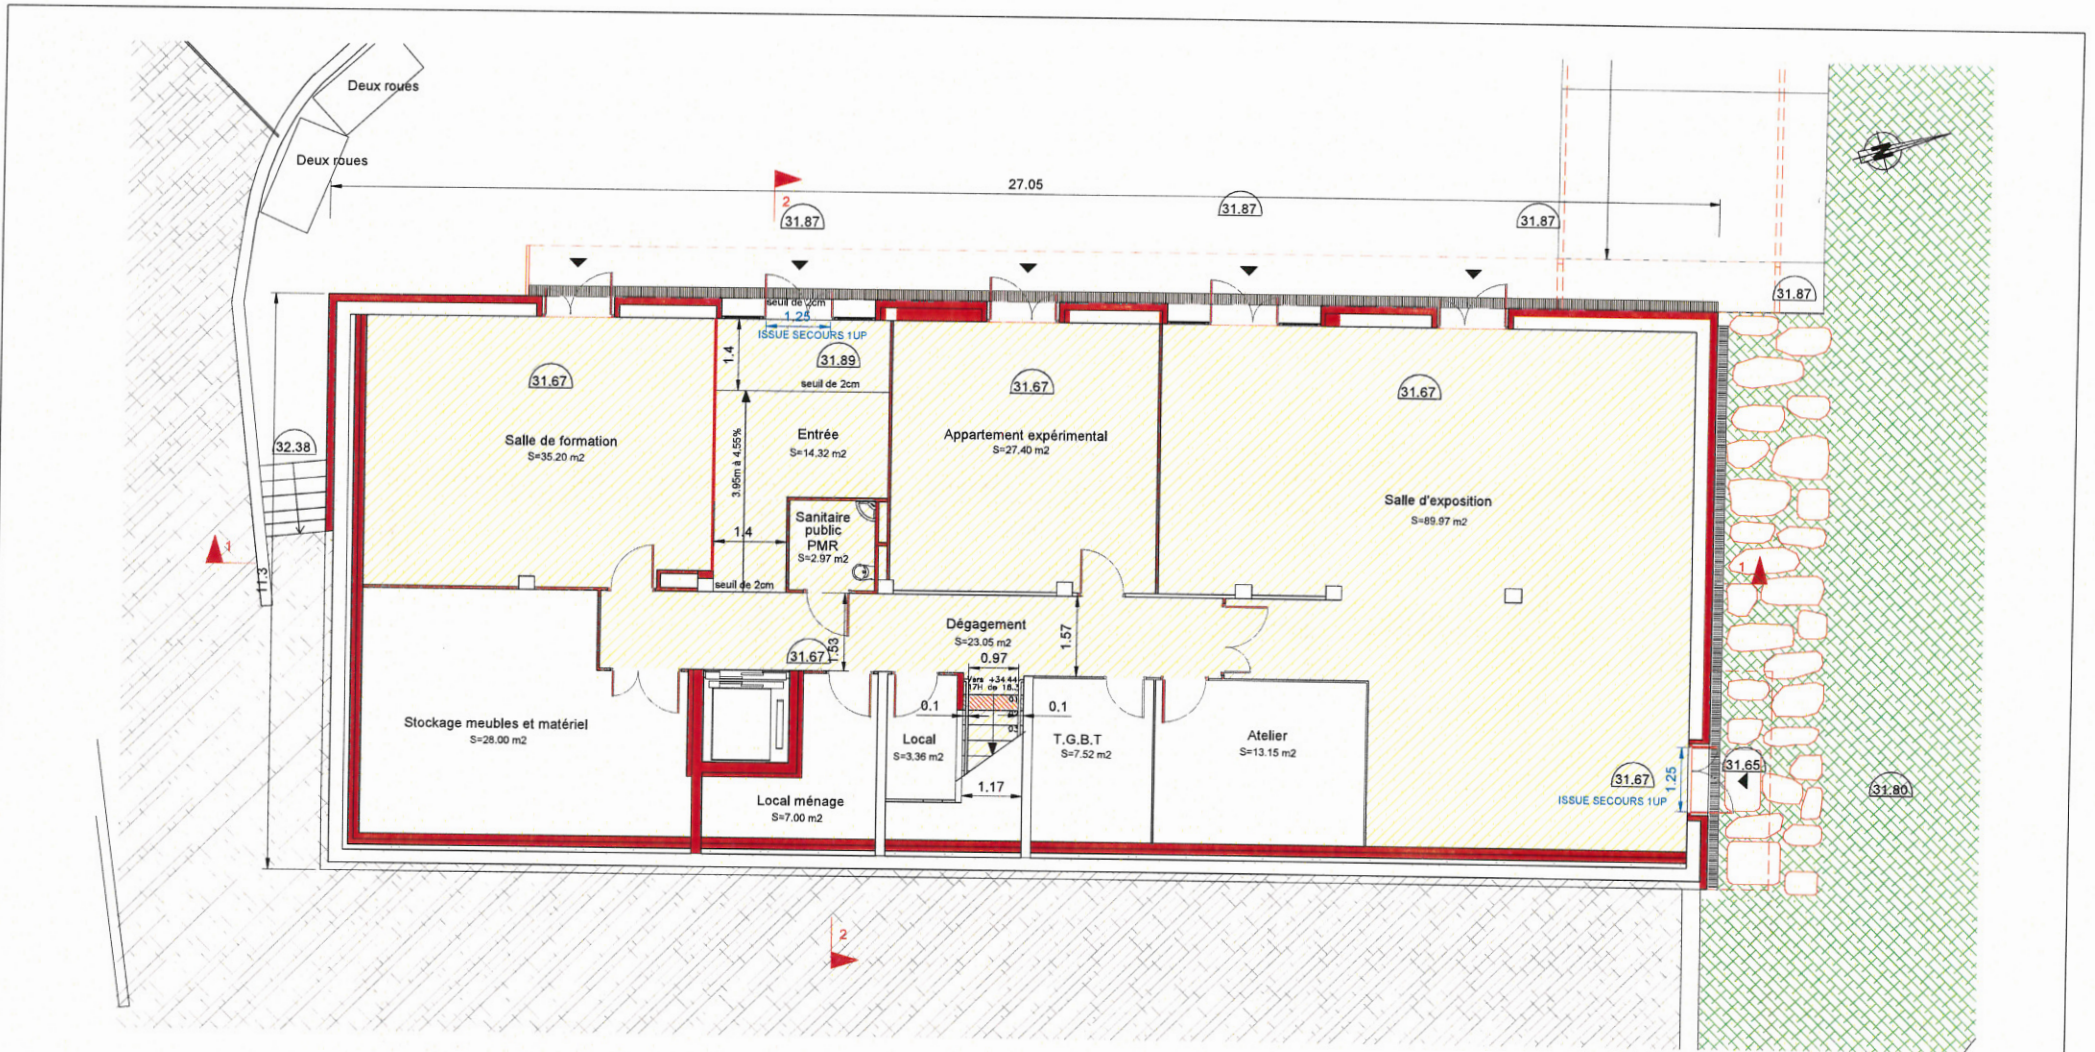 Deux roues
Deux roues
27.05
2
31.87
31.87
31.87
31.87
seuil de 2cm
1.25
ISSUE SECOURS 1UP
1.4
31.89
seuil de 2cm
31.67
31.67
31.67
32.38
Salle de formation
S=35.20 m2
3.95m à 4.55%
Entrée
S=14.32 m2
Appartement expérimental
S=27.40 m2
Salle d'exposition
S=89.97 m2
Sanitaire
public
PMR
S=2.97 m2
1.4
1
11.3
seuil de 2cm
1
Dégagement
S=23.05 m2
1.53
1.57
31.67
0.97
Vers +34.44
17H de
0.1
0.1
Stockage meubles et matériel
S=28.00 m2
Local
S=3.36 m2
T.G.B.T
S=7.52 m2
Atelier
S=13.15 m2
31.67
1.25
31.65
31.80
ISSUE SECOURS 1UP
1.17
Local ménage
S=7.00 m2
2
N